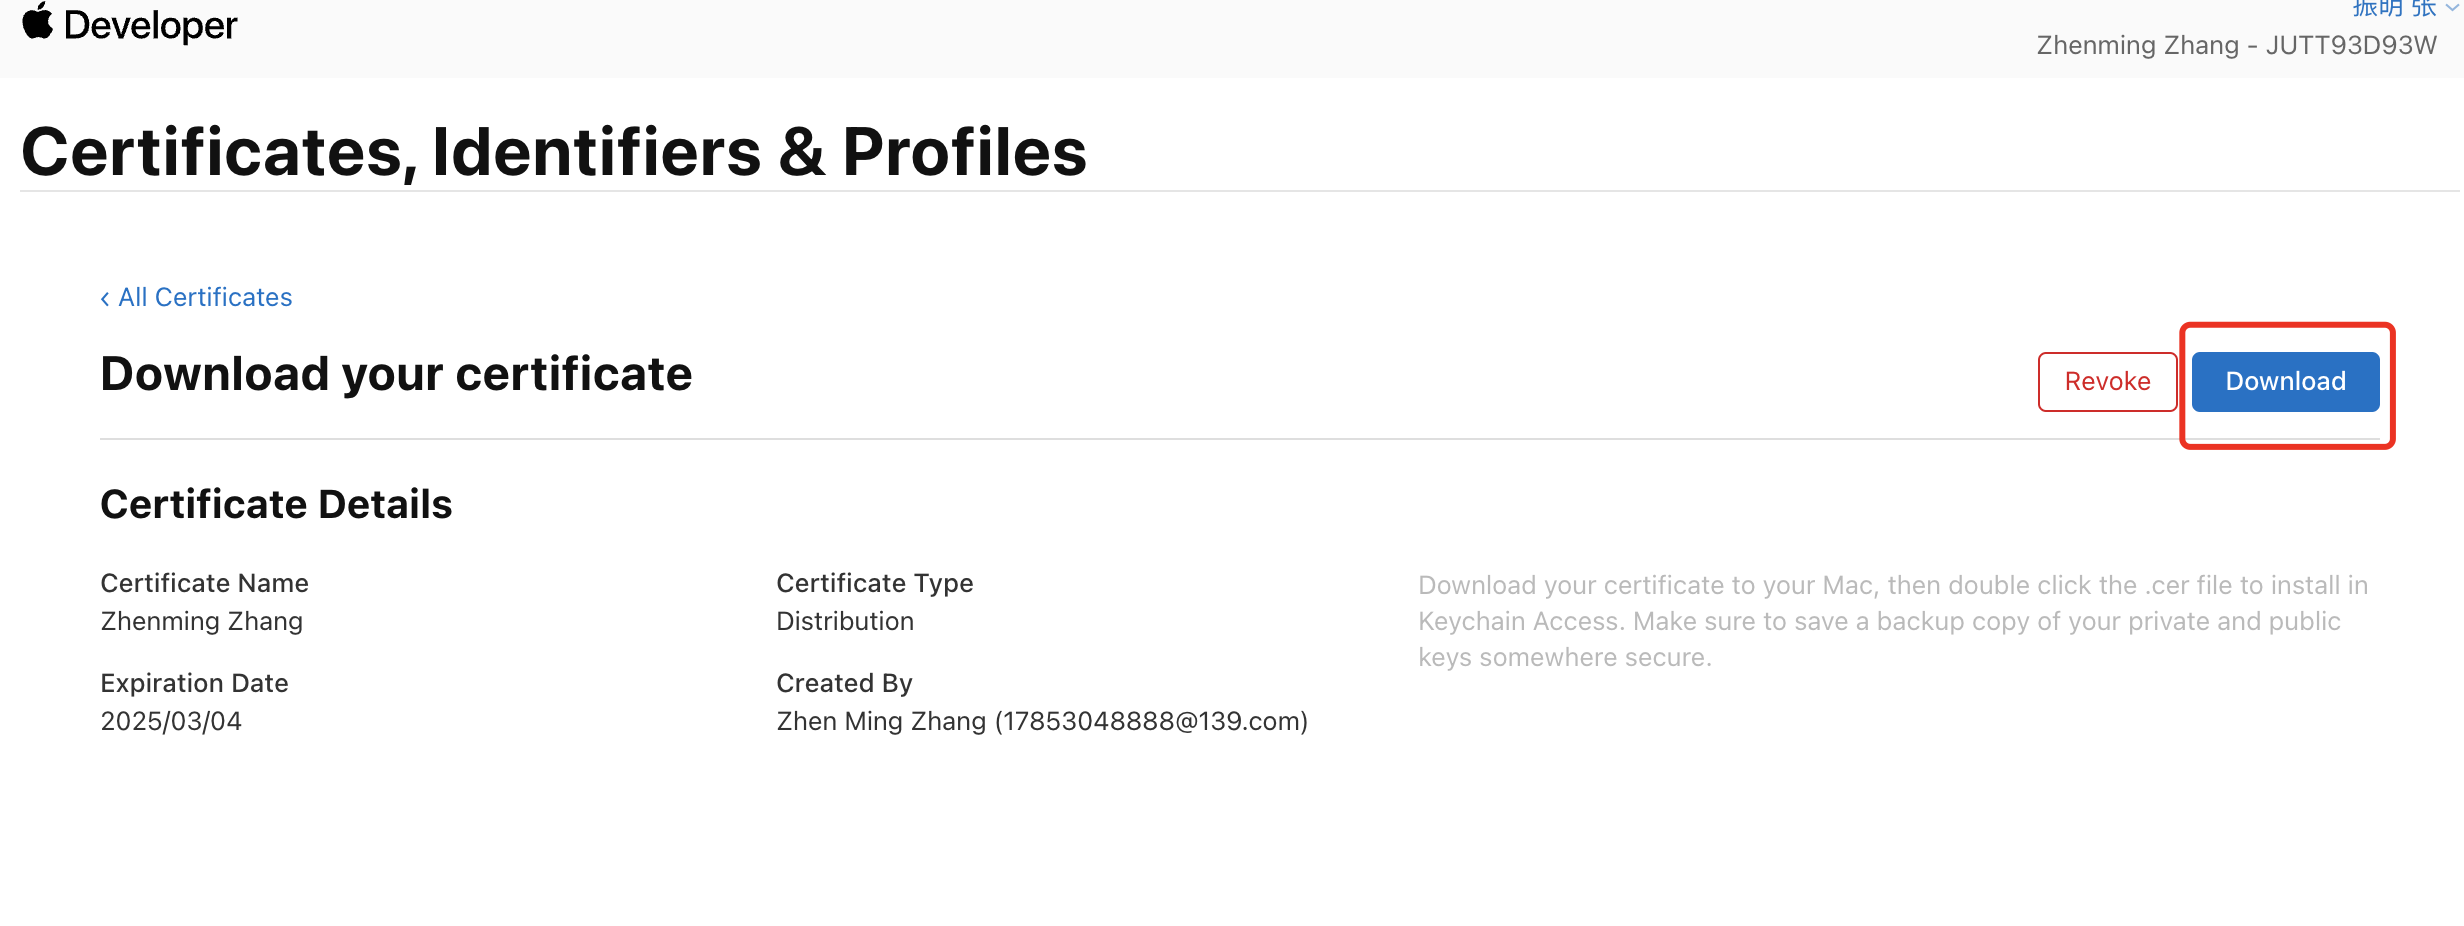 Developer
振明 张
Zhenming Zhang - JUTT93D93W
Certificates, Identifiers & Profiles
‹ All Certificates
Download your certificate
Revoke
Download
Certificate Details
Certificate Name
Zhenming Zhang
Certificate Type
Distribution
Download your certificate to your Mac, then double click the .cer file to install in
Keychain Access. Make sure to save a backup copy of your private and public
keys somewhere secure.
Expiration Date
2025/03/04
Created By
Zhen Ming Zhang (17853048888@139.com)